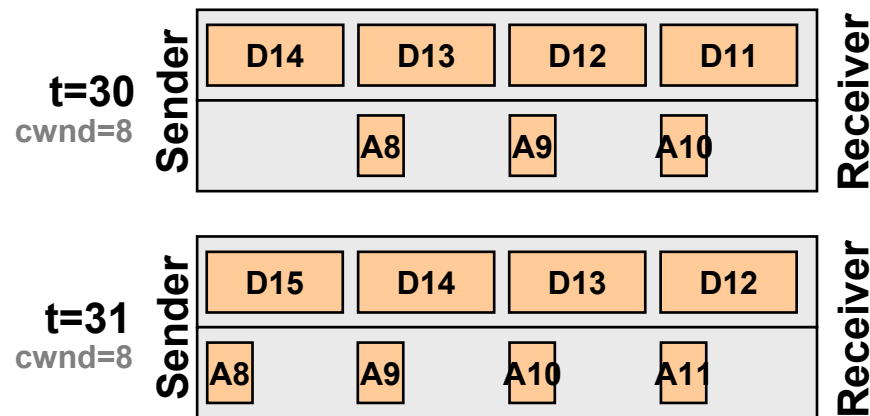 t=30
cwnd=8
Sender
D14 D13 D12 D11
A8 A9 A10
Receiver
t=31
cwnd=8
Sender
D15 D14 D13 D12
A8 A9 A10 A11
Receiver